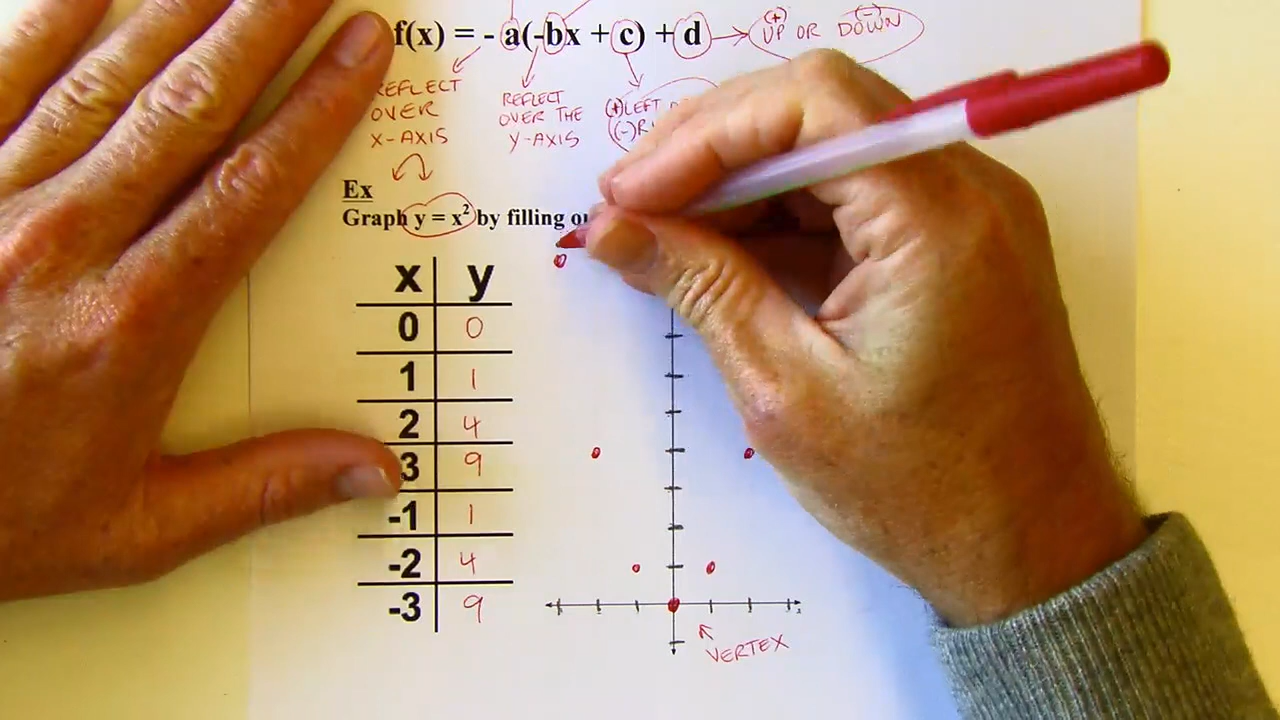 f(x) = - a(-bx + c) + d → (+) UP OR (-) DOWN
REFLECT OVER X-AXIS
REFLECT OVER THE Y-AXIS
(+) LEFT
(-)
Ex
Graph y = x² by filling
x y
0 0
1 1
2 4
3 9
-1 1
-2 4
-3 9
VERTEX